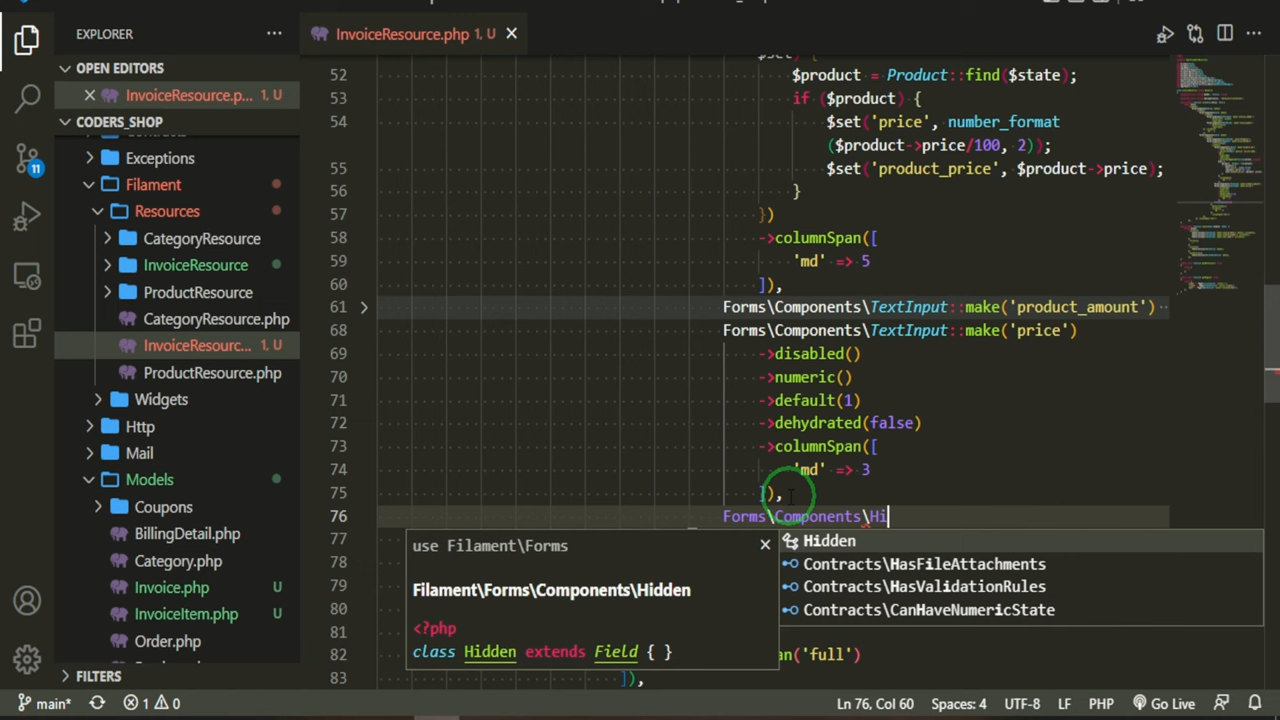 EXPLORER
InvoiceResource.php 1, U
OPEN EDITORS
InvoiceResource.p... 1, U
CODERS_SHOP
Exceptions
Filament
Resources
CategoryResource
InvoiceResource
ProductResource
CategoryResource.php
InvoiceResourc... 1, U
ProductResource.php
Widgets
Http
Mail
Models
Coupons
BillingDetail.php
Category.php
Invoice.php U
InvoiceItem.php U
Order.php
FILTERS
11
52 $product = Product::find($state);
53 if ($product) {
54 $set('price', number_format
($product->price/100, 2));
55 $set('product_price', $product->price);
56 }
57 })
58 ->columnSpan([
59 'md' => 5
60 ]),
61 Forms\Components\TextInput::make('product_amount')
68 Forms\Components\TextInput::make('price')
69 ->disabled()
70 ->numeric()
71 ->default(1)
72 ->dehydrated(false)
73 ->columnSpan([
74 'md' => 3
75 ]),
76 Forms\Components\Hi
77
78
79
80
81
82 an('full')
83 ]),
use Filament\Forms
Filament\Forms\Components\Hidden
<?php
class Hidden extends Field { }
Hidden
Contracts\HasFileAttachments
Contracts\HasValidationRules
Contracts\CanHaveNumericState
main* 1 0 Ln 76, Col 58 Spaces: 4 UTF-8 LF PHP Go Live